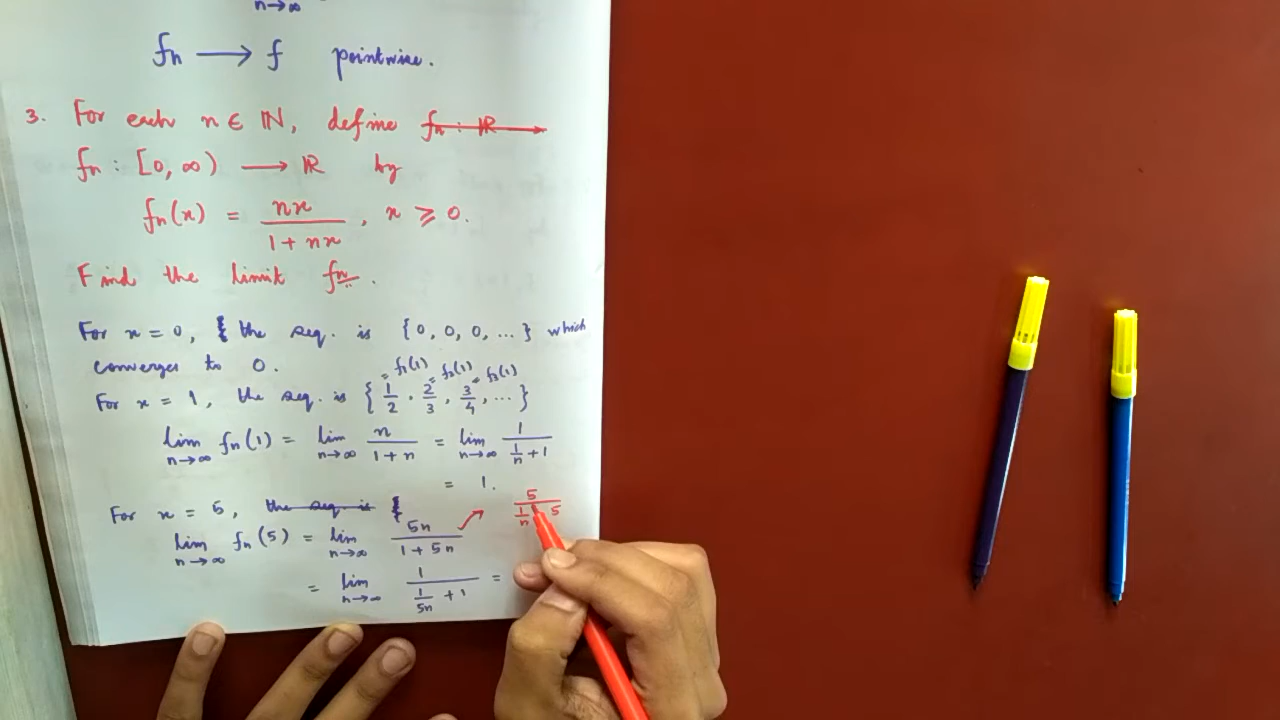 n→∞
fn ⟶ f pointwise.
3. For each n ∈ ℕ, define fn : ℝ ⟶
fn : [0, ∞) ⟶ ℝ by
fn(x) = nx / 1 + nx , x ≥ 0.
Find the limit fn.
For x = 0, the seq. is {0, 0, 0, ...} which
converges to 0.
= f1(1) = f2(1) = f3(1)
For x = 1, the seq. is { 1/2 , 2/3 , 3/4 , ... }
lim n→∞ fn(1) = lim n→∞ n / 1 + n = lim n→∞ 1 / 1/n + 1
= 1.
For x = 5, the seq. is {
lim n→∞ fn(5) = lim n→∞ 5n / 1 + 5n ↗ 5 / 1/n 5
= lim n→∞ 1 / 1/5n + 1 =